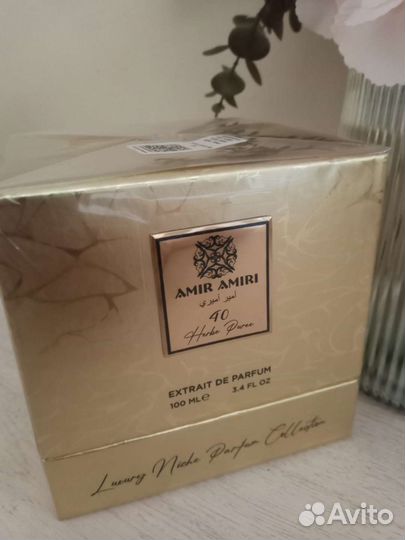 AMIR AMIRI
أمير أميري
40
Herbe Puree
EXTRAIT DE PARFUM
100 ML℮ 3.4 FL OZ
Luxury Niche Parfum Collection
Avito